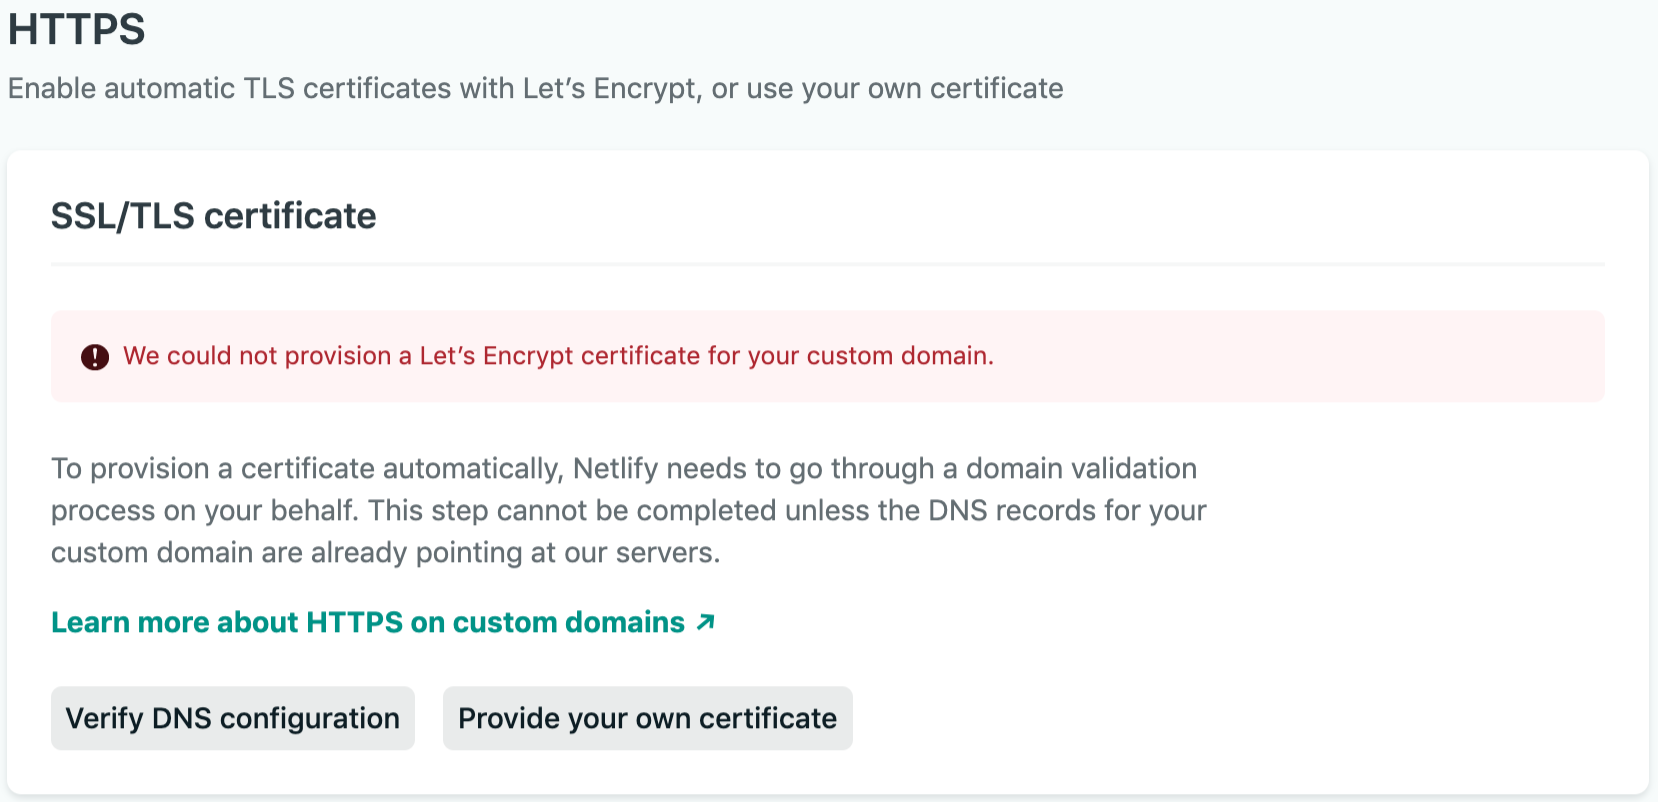 HTTPS
Enable automatic TLS certificates with Let’s Encrypt, or use your own certificate
SSL/TLS certificate
We could not provision a Let’s Encrypt certificate for your custom domain.
To provision a certificate automatically, Netlify needs to go through a domain validation
process on your behalf. This step cannot be completed unless the DNS records for your
custom domain are already pointing at our servers.
Learn more about HTTPS on custom domains ↗
Verify DNS configuration
Provide your own certificate